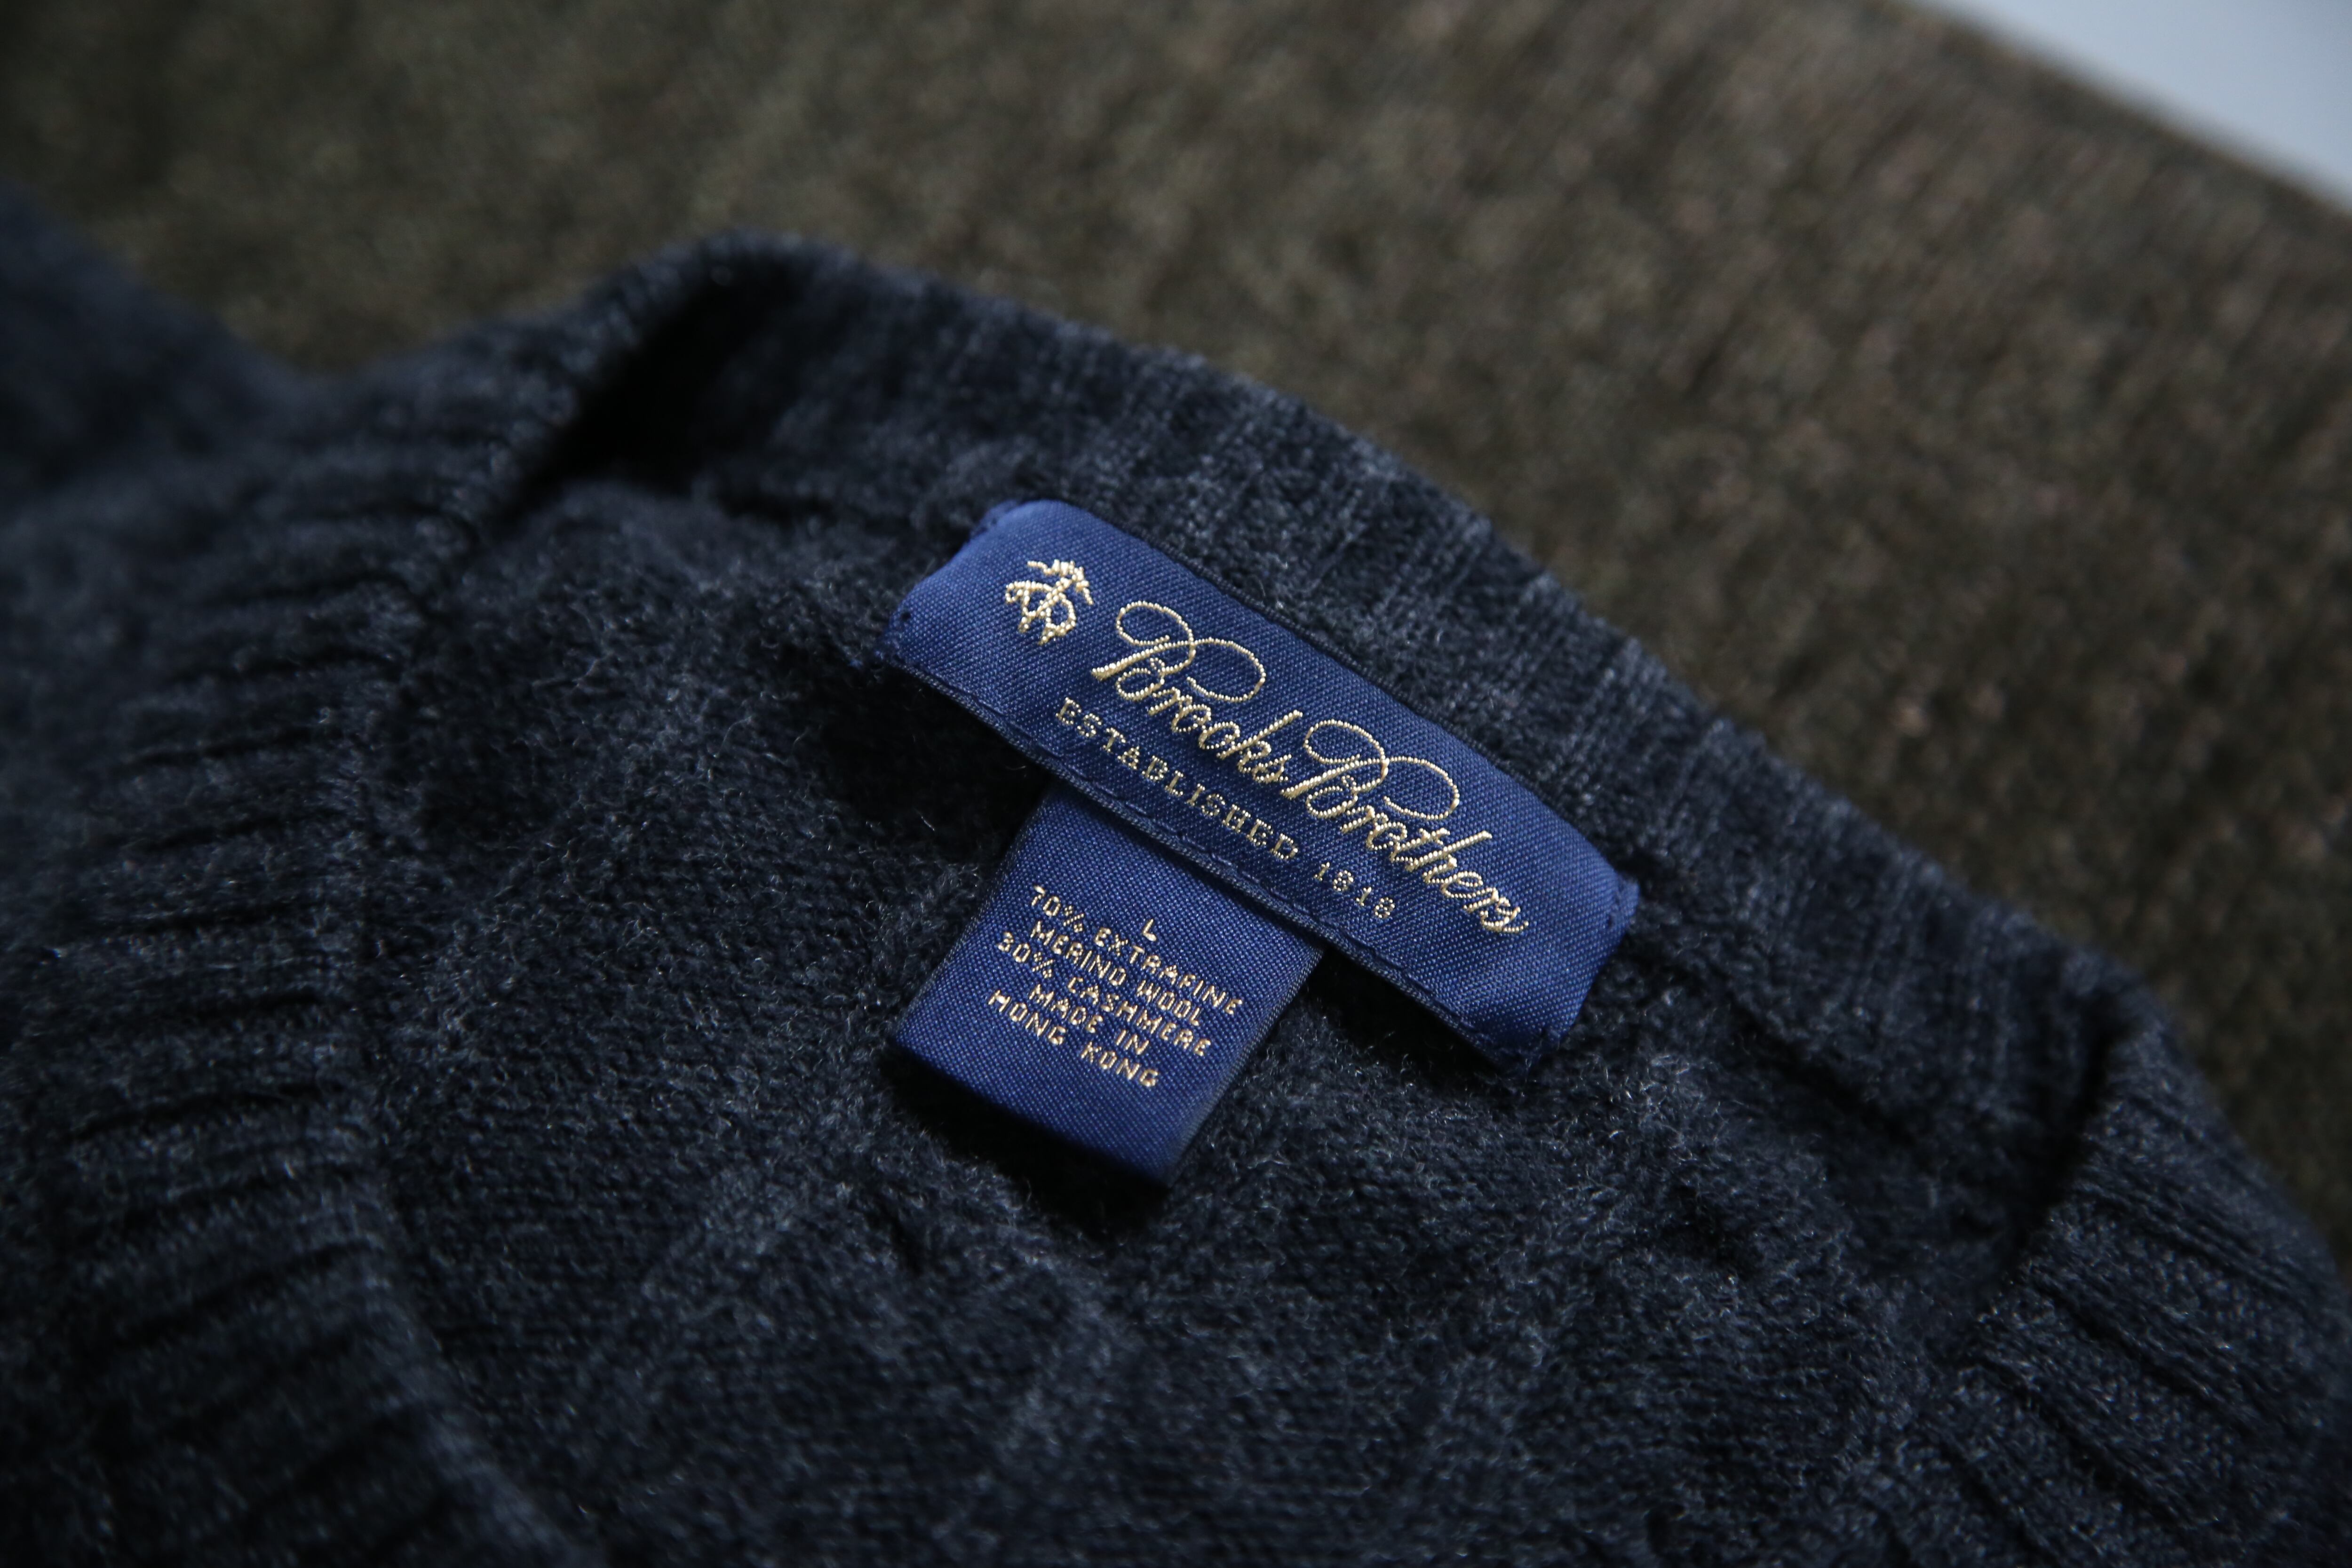 Brooks Brothers
ESTABLISHED 1818
L
70% EXTRAFINE
MERINO WOOL
30% CASHMERE
MADE IN
HONG KONG